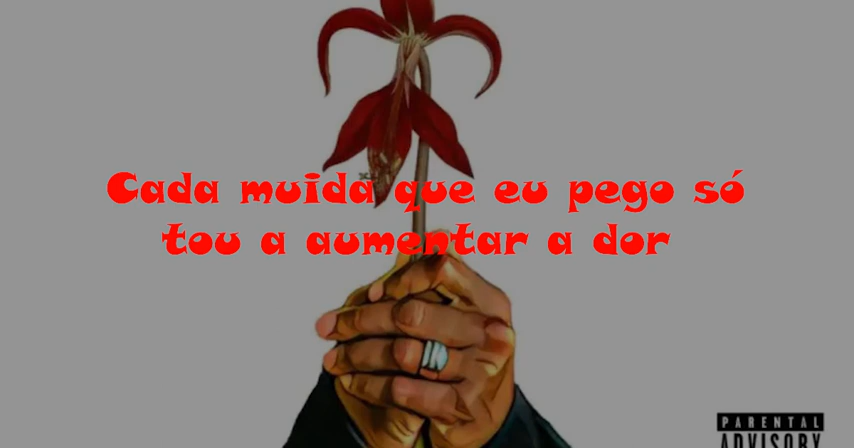 Cada muida que eu pego só
tou a aumentar a dor
PARENTAL
ADVISORY